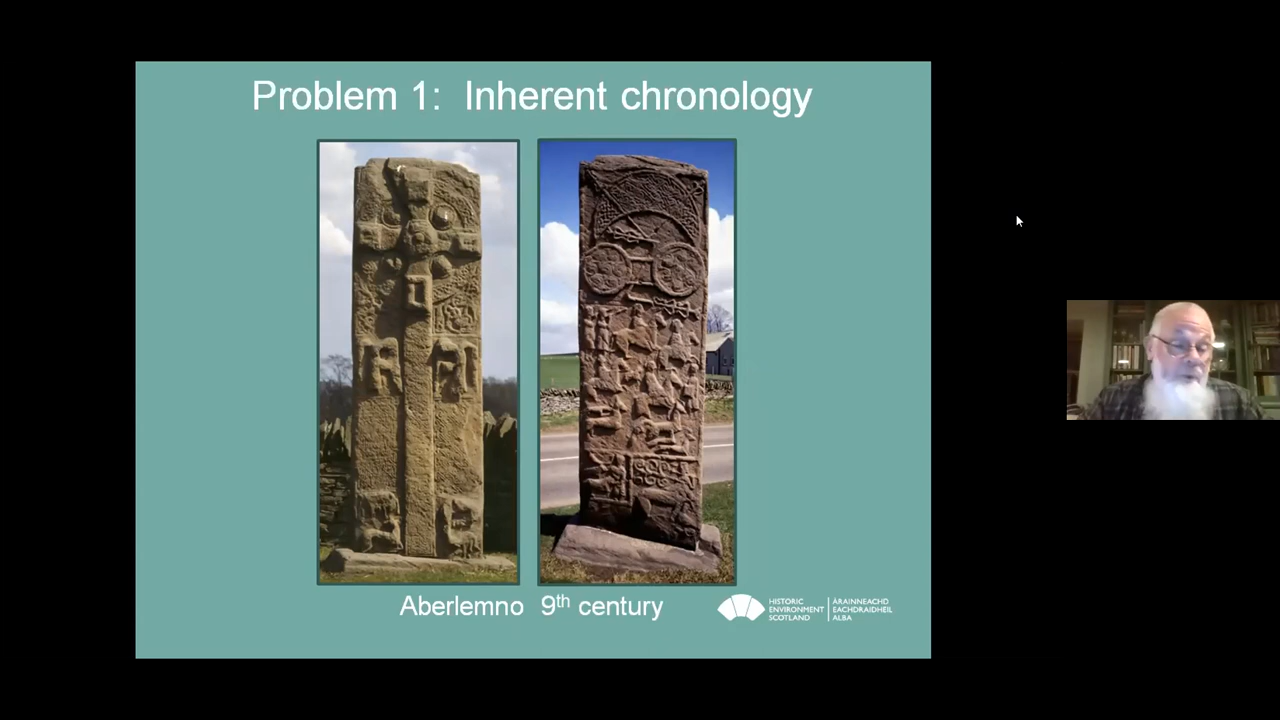 Problem 1: Inherent chronology
Aberlemno 9th century
HISTORIC
ENVIRONMENT
SCOTLAND
ÀRAINNEACHD
EACHDRAIDHEIL
ALBA